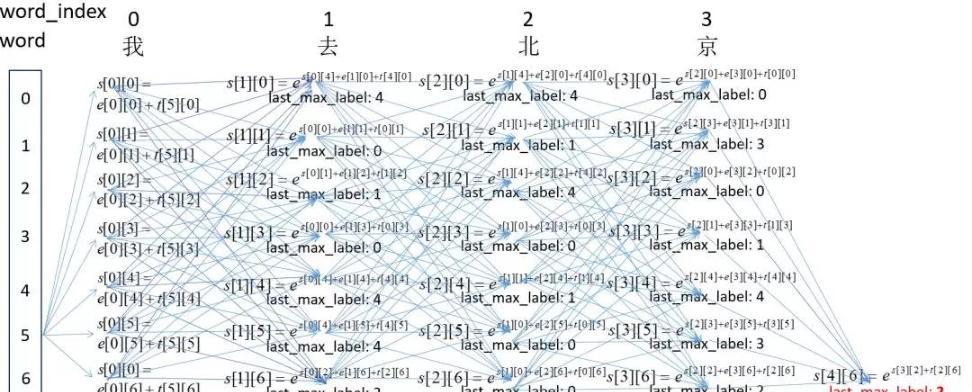 word_index 0 1 2 3
word 我 去 北 京
0 s[0][0]= e[0][0]+t[5][0] s[1][0]=e^{s[0][4]+e[1][0]+t[4][0]} last_max_label: 4 s[2][0]=e^{s[1][4]+e[2][0]+t[4][0]} last_max_label: 4 s[3][0]=e^{s[2][0]+e[3][0]+t[0][0]} last_max_label: 0
1 s[0][1]= e[0][1]+t[5][1] s[1][1]=e^{s[0][0]+e[1][1]+t[0][1]} last_max_label: 0 s[2][1]=e^{s[1][1]+e[2][1]+t[1][1]} last_max_label: 1 s[3][1]=e^{s[2][3]+e[3][1]+t[3][1]} last_max_label: 3
2 s[0][2]= e[0][2]+t[5][2] s[1][2]=e^{s[0][1]+e[1][2]+t[1][2]} last_max_label: 1 s[2][2]=e^{s[1][4]+e[2][2]+t[4][2]} last_max_label: 4 s[3][2]=e^{s[2][0]+e[3][2]+t[0][2]} last_max_label: 0
3 s[0][3]= e[0][3]+t[5][3] s[1][3]=e^{s[0][0]+e[1][3]+t[0][3]} last_max_label: 0 s[2][3]=e^{s[1][0]+e[2][3]+t[0][3]} last_max_label: 0 s[3][3]=e^{s[2][1]+e[3][3]+t[1][3]} last_max_label: 1
4 s[0][4]= e[0][4]+t[5][4] s[1][4]=e^{s[0][4]+e[1][4]+t[4][4]} last_max_label: 4 s[2][4]=e^{s[1][1]+e[2][4]+t[1][4]} last_max_label: 1 s[3][4]=e^{s[2][4]+e[3][4]+t[4][4]} last_max_label: 4
5 s[0][5]= e[0][5]+t[5][5] s[1][5]=e^{s[0][4]+e[1][5]+t[4][5]} last_max_label: 4 s[2][5]=e^{s[1][0]+e[2][5]+t[0][5]} last_max_label: 0 s[3][5]=e^{s[2][3]+e[3][5]+t[3][5]} last_max_label: 3
6 s[0][0]= e[0][6]+t[5][6] s[1][6]=e^{s[0][2]+e[1][6]+t[2][6]} last_max_label: s[2][6]=e^{s[1][0]+e[2][6]+t[0][6]} last_max_label: 0 s[3][6]=e^{s[2][2]+e[3][6]+t[2][6]} last_max_label: s[4][6]=e^{s[3][2]+t[2][6]} last_max_label: